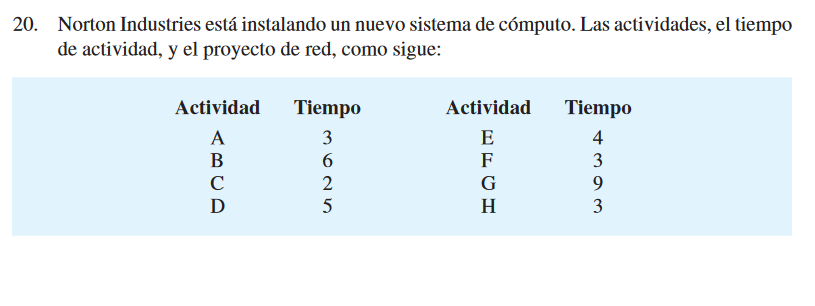 20. Norton Industries está instalando un nuevo sistema de cómputo. Las actividades, el tiempo
de actividad, y el proyecto de red, como sigue:
Actividad Tiempo Actividad Tiempo
A 3 E 4
B 6 F 3
C 2 G 9
D 5 H 3